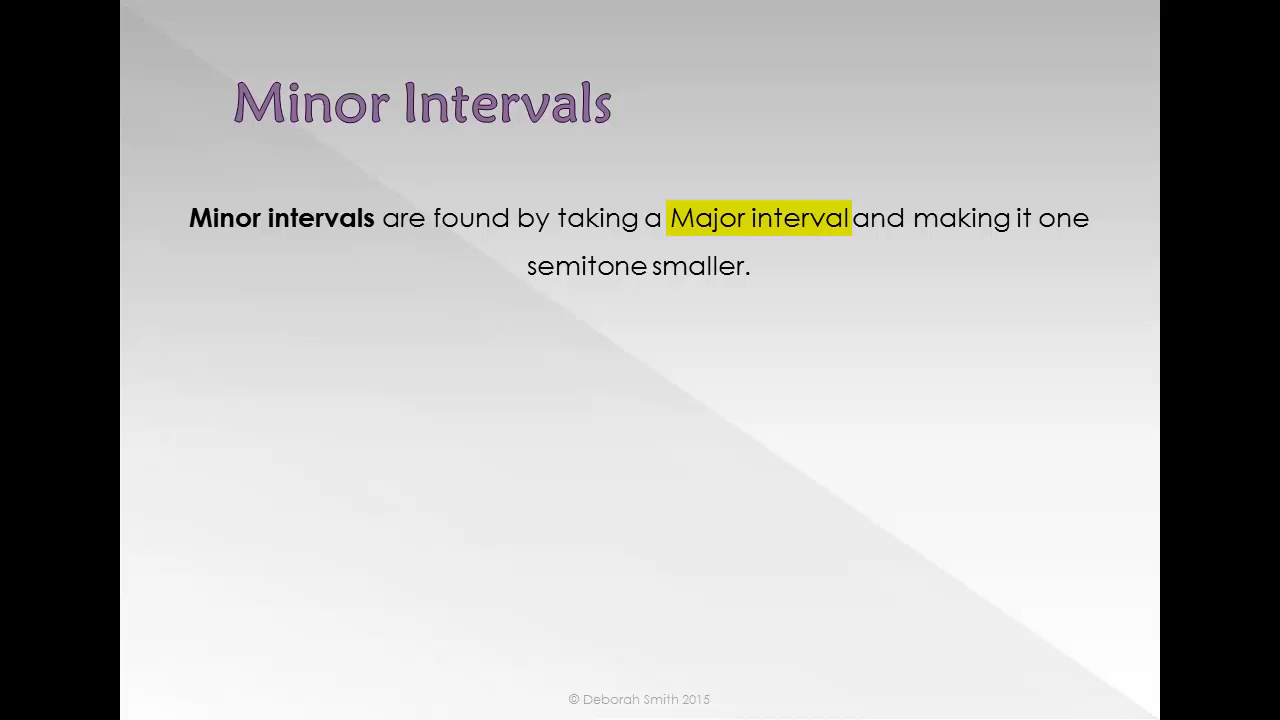 Minor Intervals
Minor intervals are found by taking a Major interval and making it one
semitone smaller.
© Deborah Smith 2015